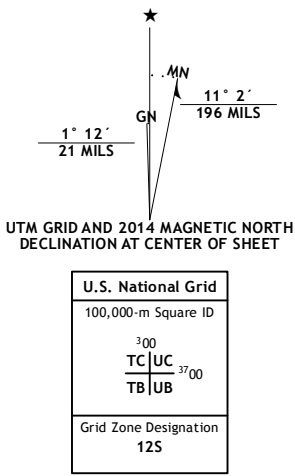 ★
MN
GN
11° 2´
196 MILS
1° 12´
21 MILS
UTM GRID AND 2014 MAGNETIC NORTH
DECLINATION AT CENTER OF SHEET
U.S. National Grid
100,000-m Square ID
³00
TC UC
³⁷00
TB UB
Grid Zone Designation
12S